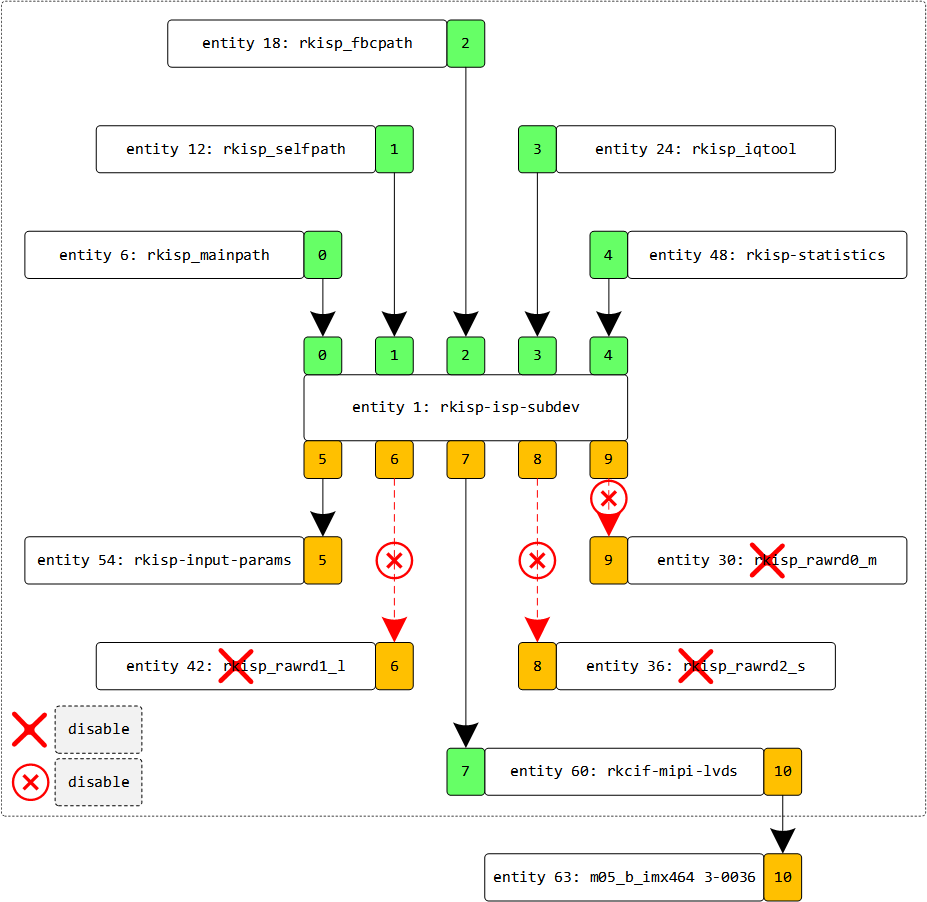 entity 18: rkisp_fbcpath
2
entity 12: rkisp_selfpath
1
3
entity 24: rkisp_iqtool
entity 6: rkisp_mainpath
0
4
entity 48: rkisp-statistics
0
1
2
3
4
entity 1: rkisp-isp-subdev
5
6
7
8
9
entity 54: rkisp-input-params
5
9
entity 30: rkisp_rawrd0_m
entity 42: rkisp_rawrd1_l
6
8
entity 36: rkisp_rawrd2_s
disable
7
entity 60: rkcif-mipi-lvds
10
disable
entity 63: m05_b_imx464 3-0036
10